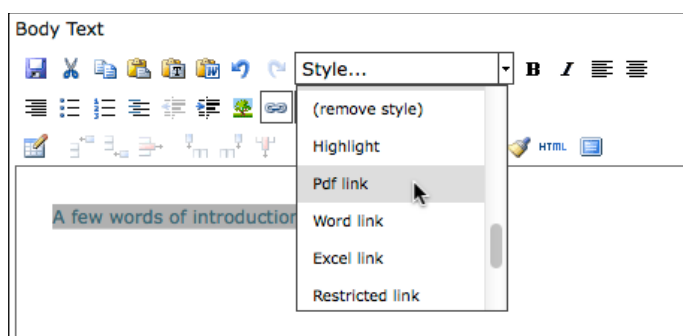 Body Text
Style...
B I
(remove style)
Highlight
HTML
Pdf link
A few words of introduction
Word link
Excel link
Restricted link